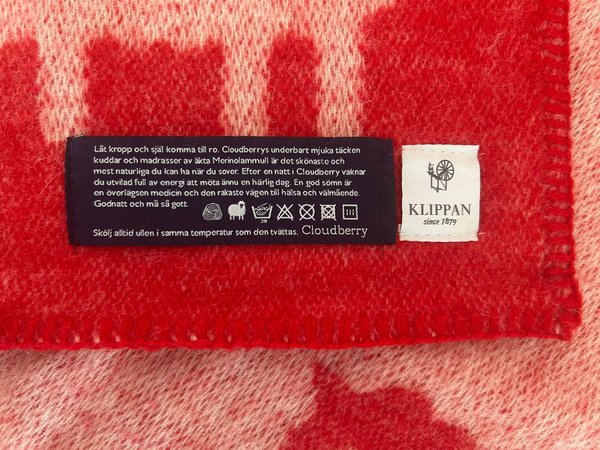 Låt kropp och själ komma till ro. Cloudberrys underbart mjuka täcken
kuddar och madrasser av äkta Merinolammull är det skönaste och
mest naturliga du kan ha när du sover. Efter en natt i Cloudberry vaknar
du utvilad full av energi att möta ännu en härlig dag. En god sömn är
en överlägsen medicin och den rakaste vägen till hälsa och välmående.
Godnatt och må så gott.
30
Skölj alltid ullen i samma temperatur som den tvättas. Cloudberry
KLIPPAN
since 1879